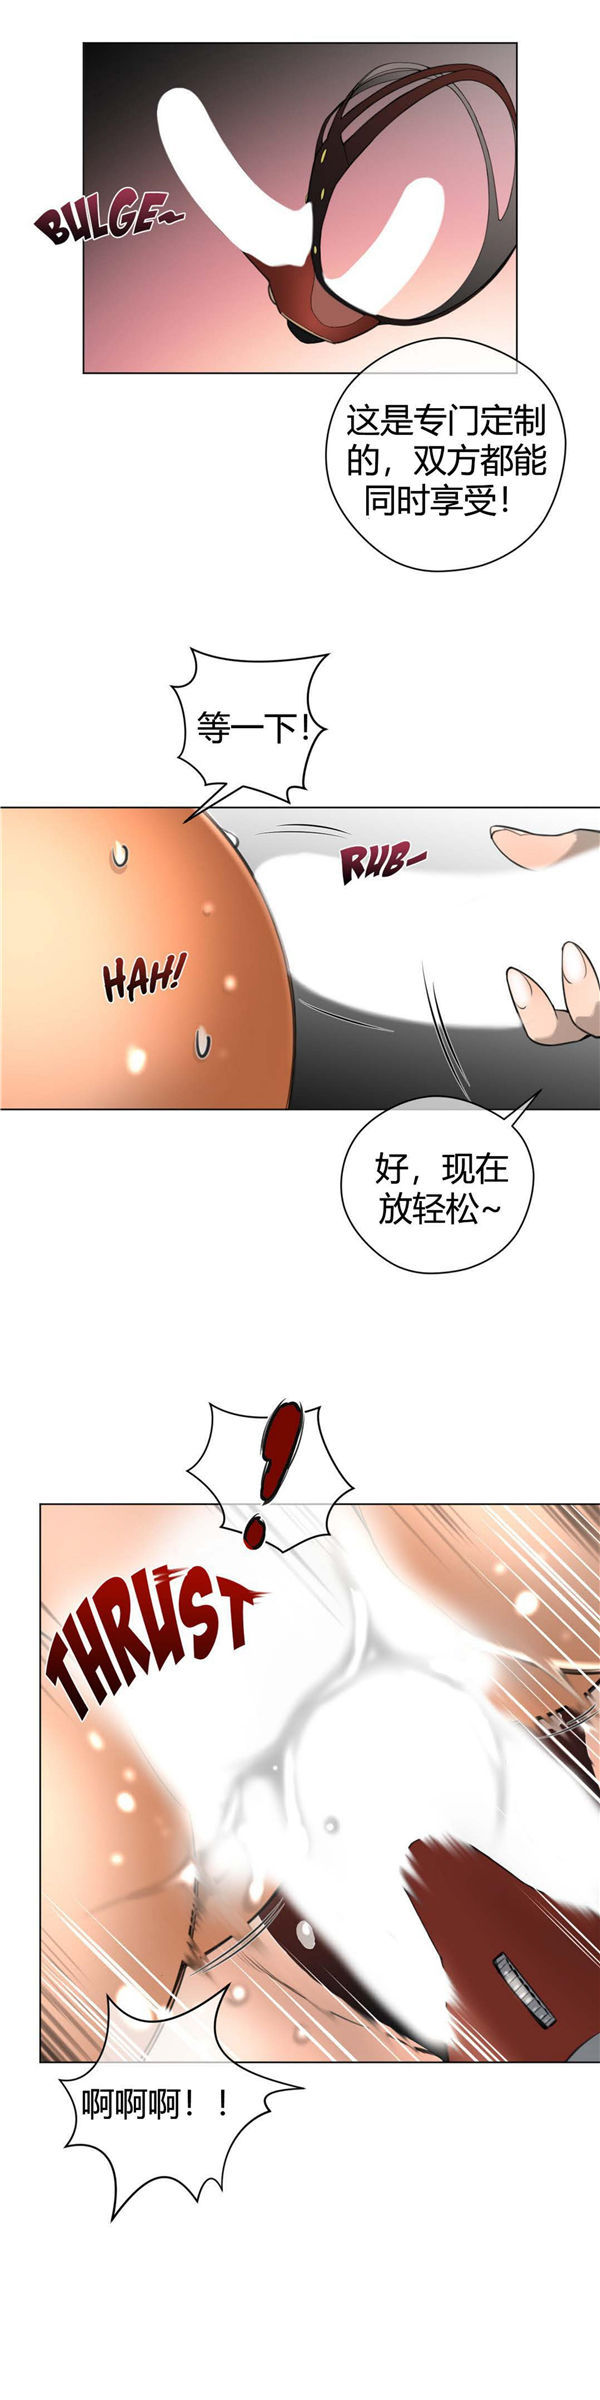 BULGE~
这是专门定制
的，双方都能
同时享受！
等一下！
RUB~
HAH!
好，现在
放轻松~
!
THRUST
啊啊啊！！